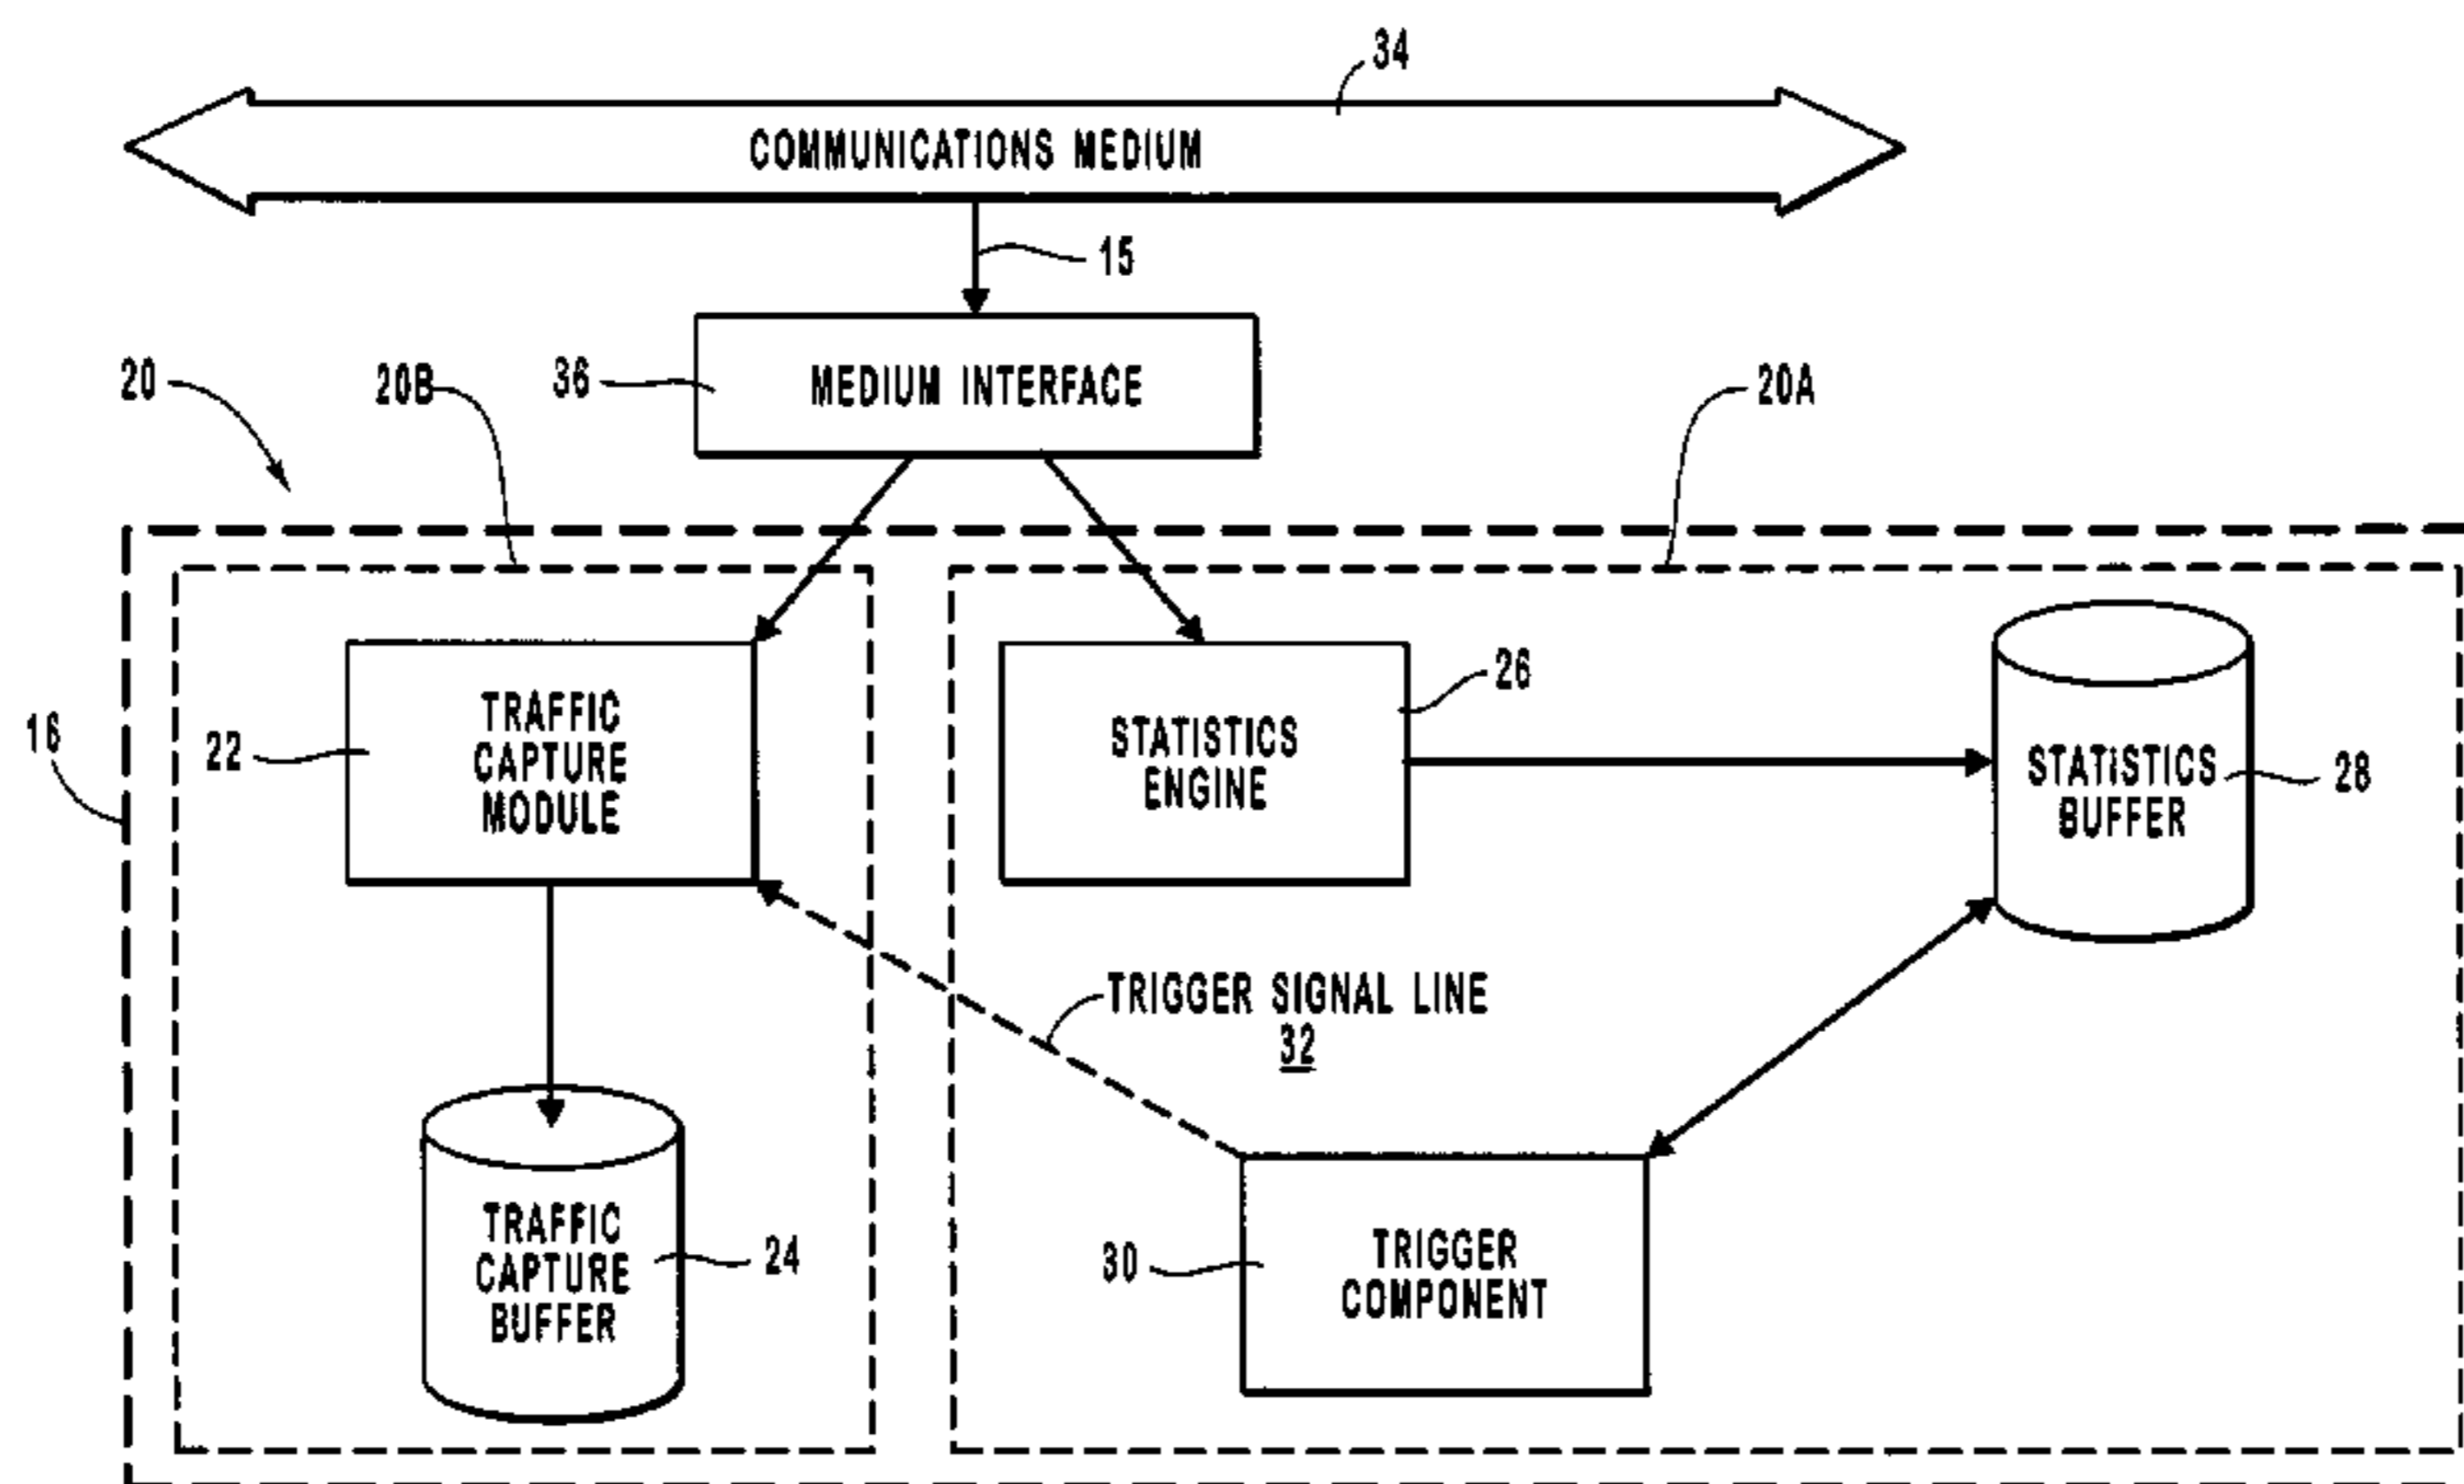 34
COMMUNICATIONS MEDIUM
15
20
20B
36
MEDIUM INTERFACE
20A
16
22
TRAFFIC
CAPTURE
MODULE
STATISTICS
ENGINE
26
STATISTICS
BUFFER
28
TRIGGER SIGNAL LINE
32
TRAFFIC
CAPTURE
BUFFER
24
30
TRIGGER
COMPONENT